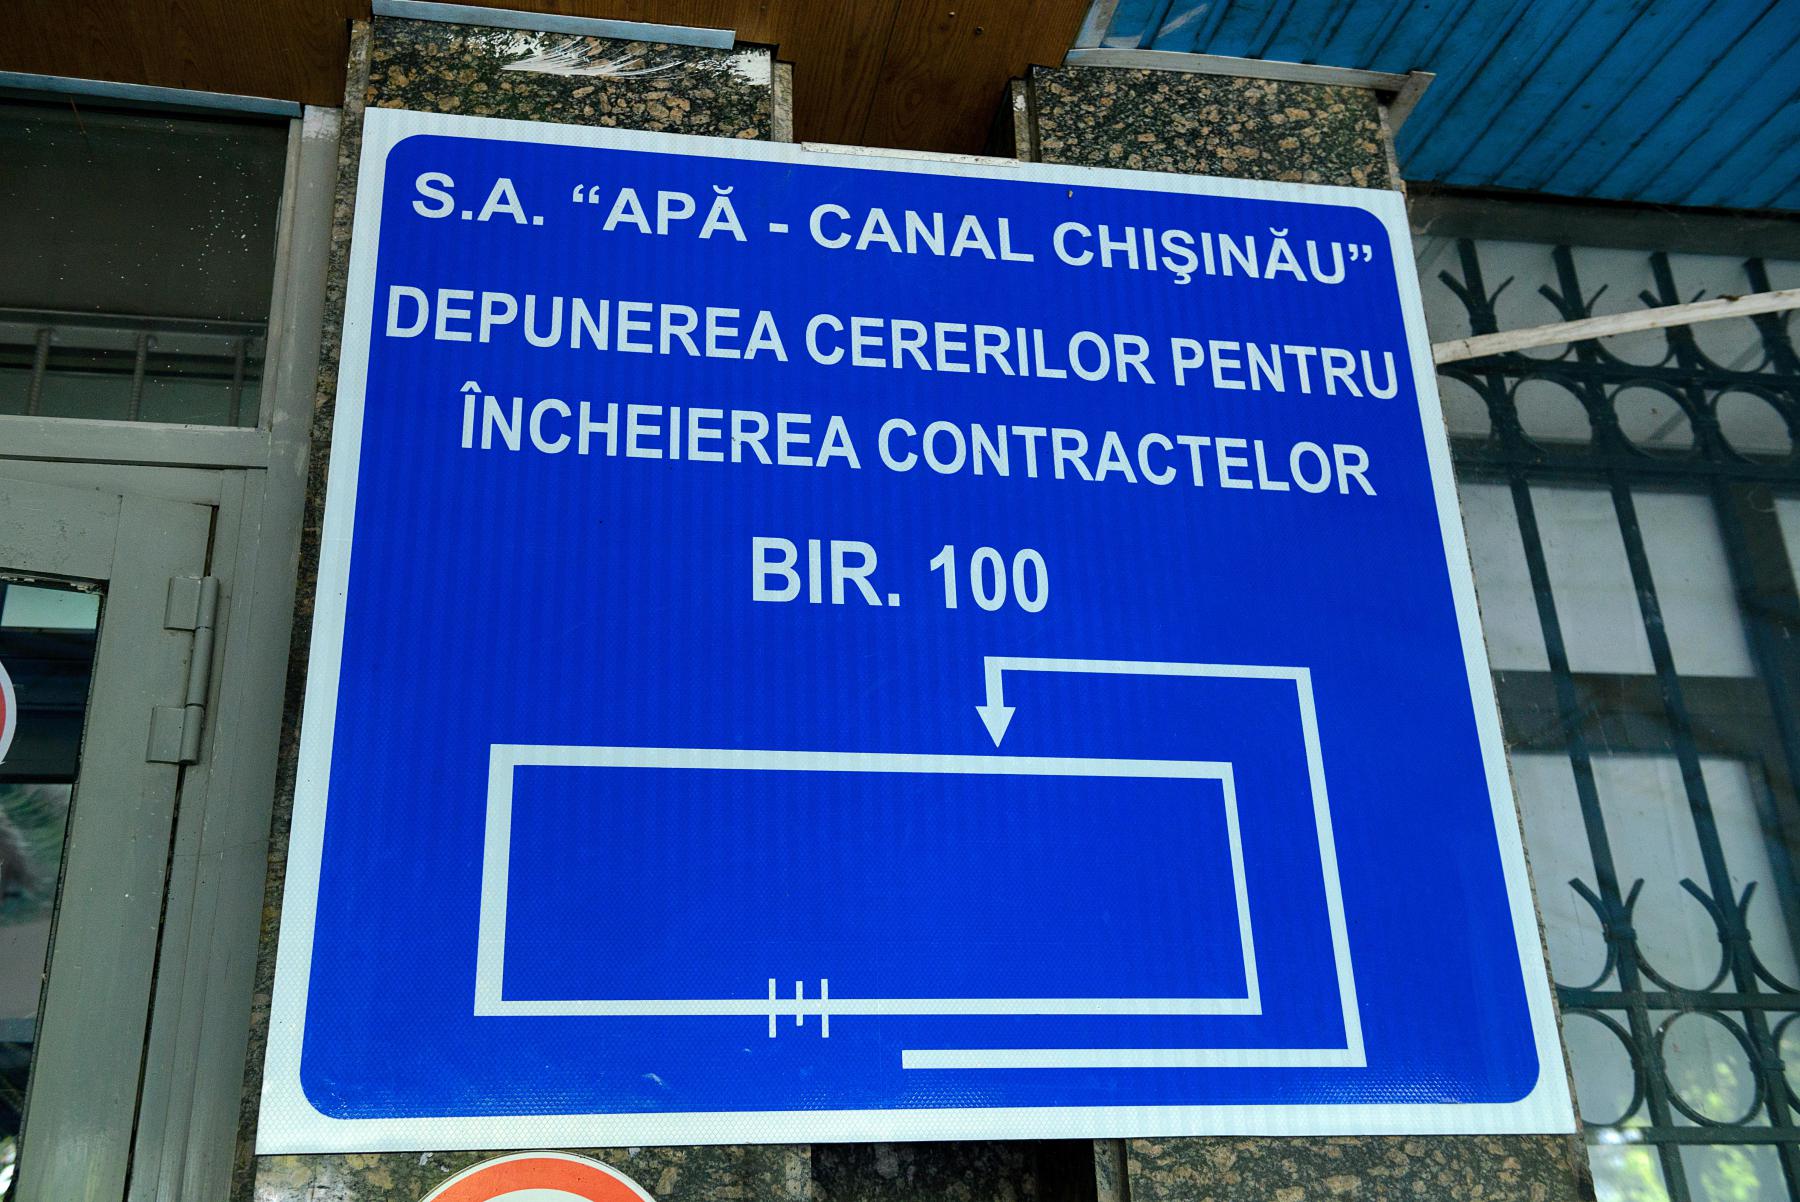 S.A. “APĂ - CANAL CHIŞINĂU”
DEPUNEREA CERERILOR PENTRU
ÎNCHEIEREA CONTRACTELOR
BIR. 100